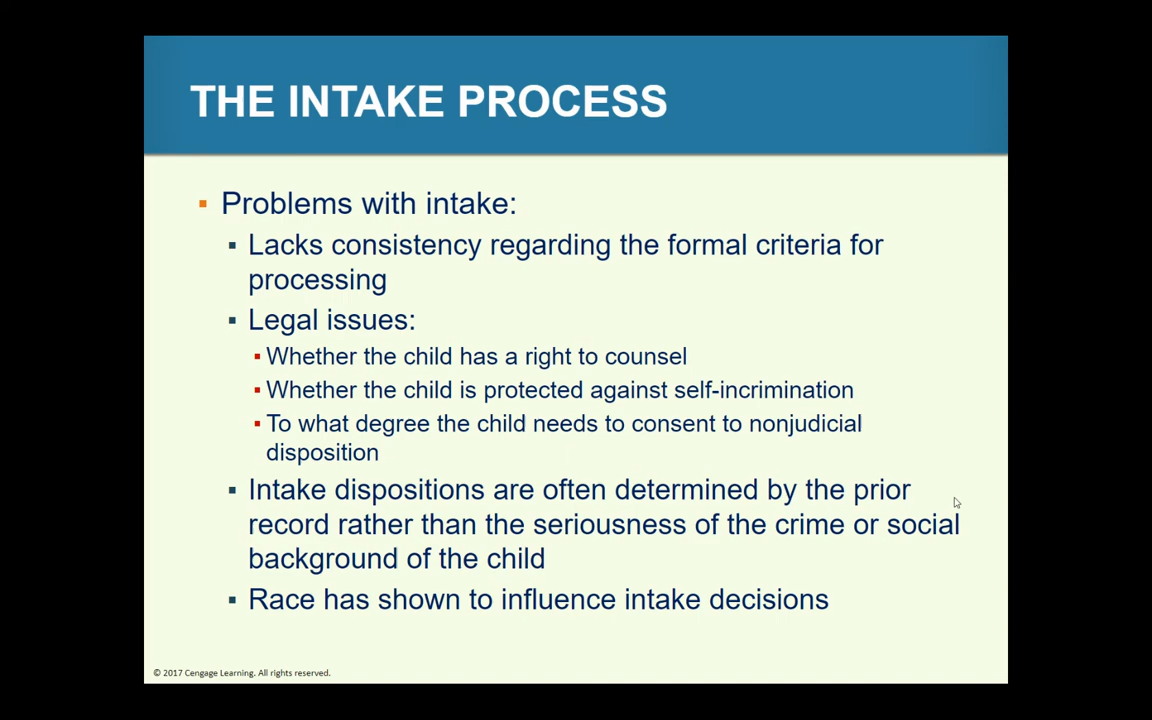 THE INTAKE PROCESS
▪ Problems with intake:
▪ Lacks consistency regarding the formal criteria for
processing
▪ Legal issues:
▪ Whether the child has a right to counsel
▪ Whether the child is protected against self-incrimination
▪ To what degree the child needs to consent to nonjudicial
disposition
▪ Intake dispositions are often determined by the prior
record rather than the seriousness of the crime or social
background of the child
▪ Race has shown to influence intake decisions
© 2017 Cengage Learning. All rights reserved.